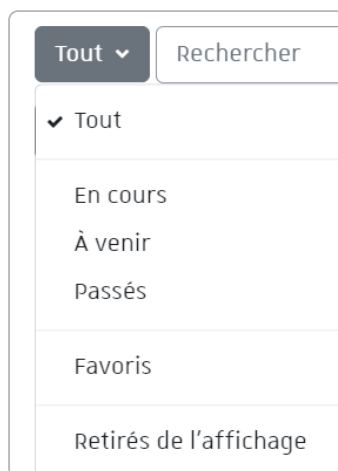 Tout Rechercher
Tout
En cours
À venir
Passés
Favoris
Retirés de l'affichage